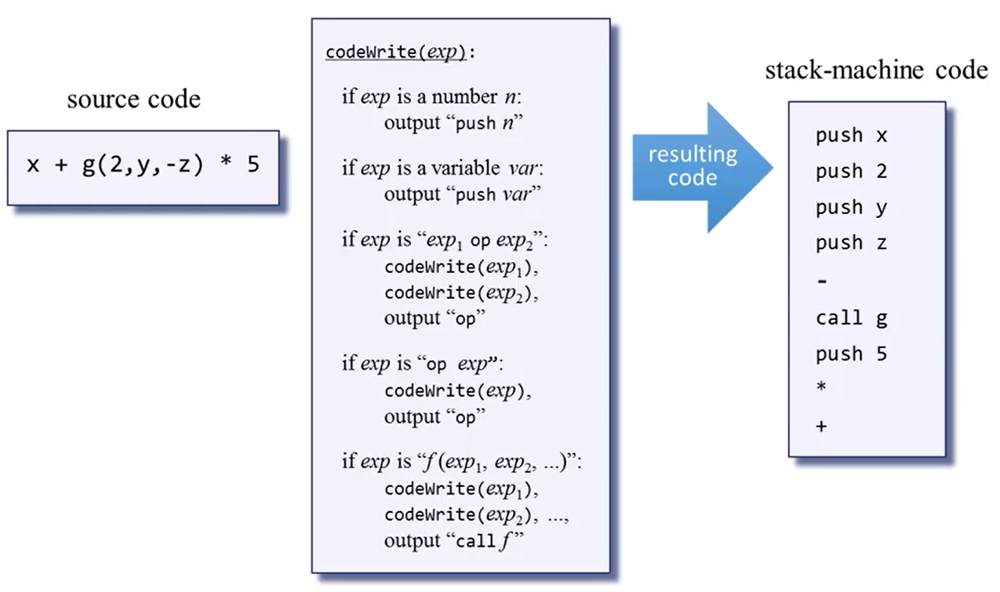 source code
x + g(2,y,-z) * 5
codeWrite(exp):
if exp is a number n:
output “push n”
if exp is a variable var:
output “push var”
if exp is “exp₁ op exp₂”:
codeWrite(exp₁),
codeWrite(exp₂),
output “op”
if exp is “op exp”:
codeWrite(exp),
output “op”
if exp is “f (exp₁, exp₂, ...)”:
codeWrite(exp₁),
codeWrite(exp₂), ...,
output “call f”
resulting
code
stack-machine code
push x
push 2
push y
push z
-
call g
push 5
*
+